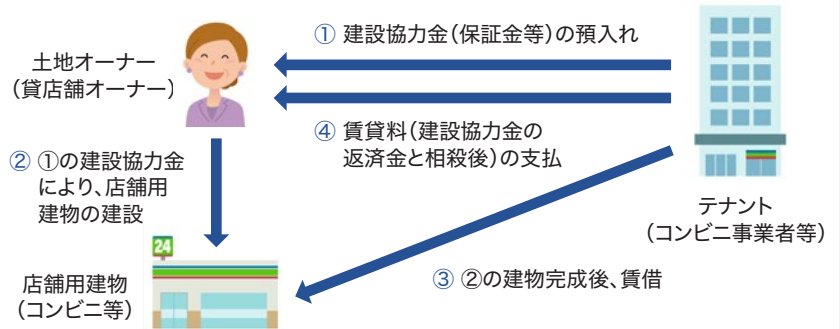 ① 建設協力金（保証金等）の預入れ
土地オーナー
（貸店舗オーナー）
④ 賃貸料（建設協力金の
返済金と相殺後）の支払
② ①の建設協力金
により、店舗用
建物の建設
テナント
（コンビニ事業者等）
24
店舗用建物
（コンビニ等）
③ ②の建物完成後、賃借